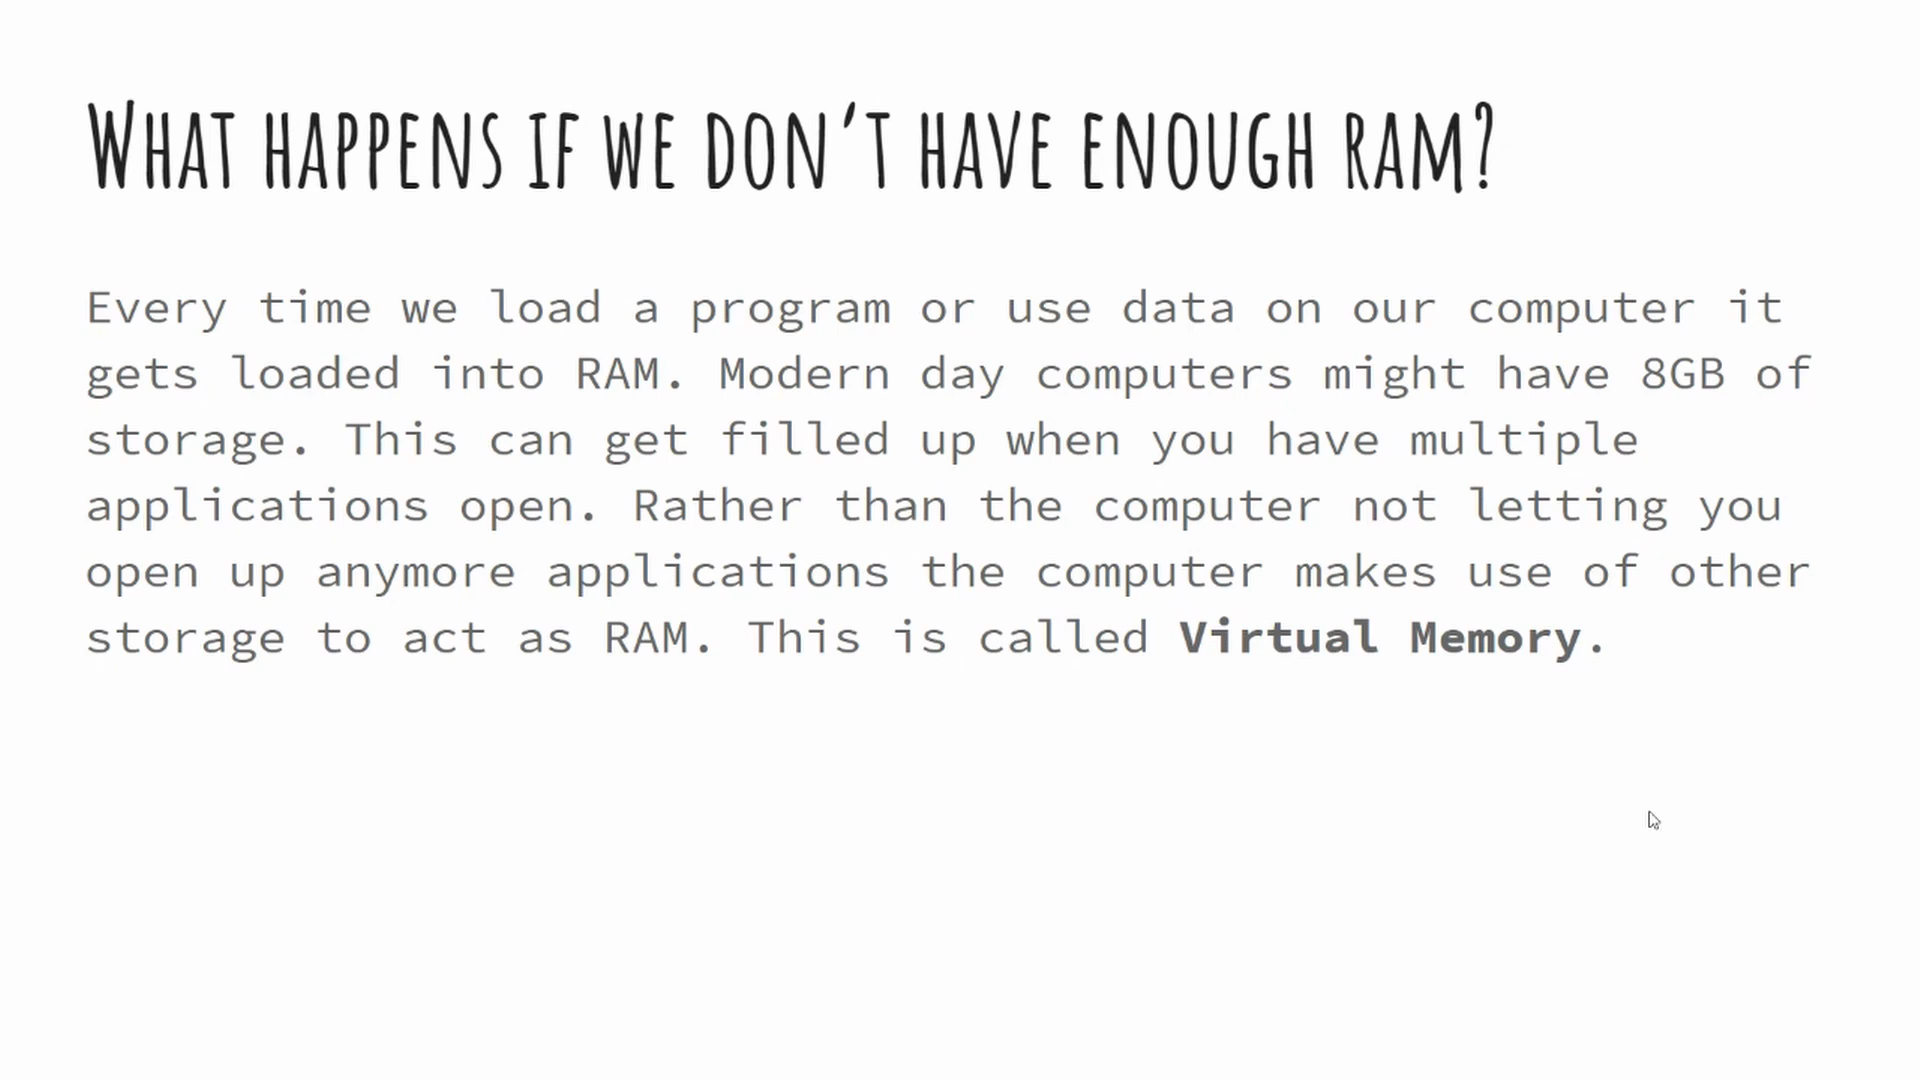 What happens if we don't have enough RAM?
Every time we load a program or use data on our computer it
gets loaded into RAM. Modern day computers might have 8GB of
storage. This can get filled up when you have multiple
applications open. Rather than the computer not letting you
open up anymore applications the computer makes use of other
storage to act as RAM. This is called Virtual Memory.